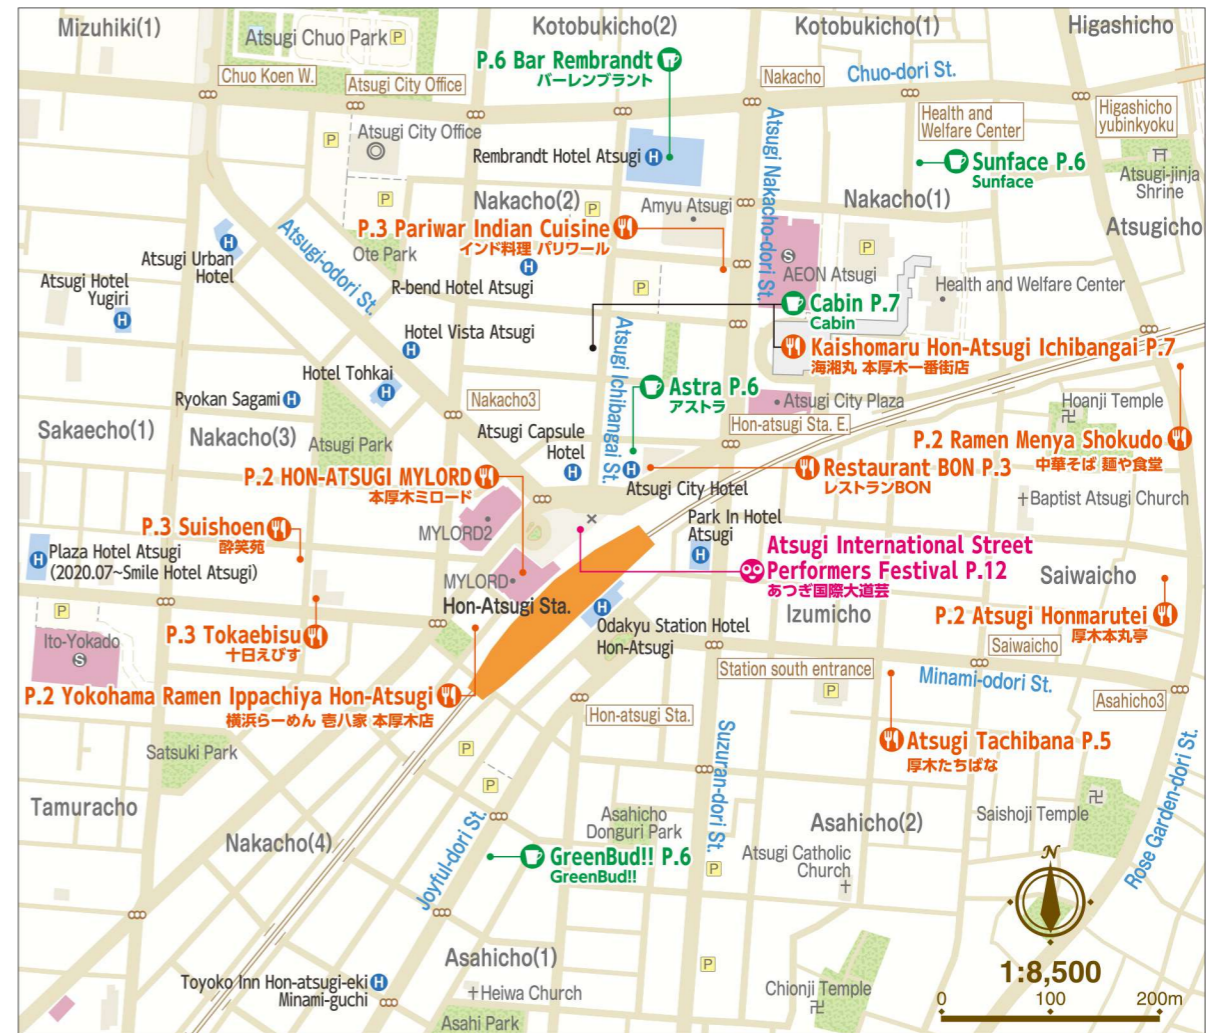 Mizuhiki(1)
Kotobukicho(2)
Kotobukicho(1)
Higashicho
Atsugi Chuo Park P
P.6 Bar Rembrandt
バーレンブラント
Chuo Koen W.
Atsugi City Office
Nakacho
Chuo-dori St.
Health and
Welfare Center
Higashicho
yubinkyoku
P
Atsugi City Office
Rembrandt Hotel Atsugi H
Atsugi Nakacho-dori St.
Sunface P.6
Sunface
Atsugi-jinja
Shrine
P
Nakacho(2)
P
Amyu Atsugi
Nakacho(1)
Atsugicho
P.3 Pariwar Indian Cuisine
インド料理 パリワール
Atsugi-odori St.
Ote Park
H
Atsugi Urban
Hotel
H
R-bend Hotel Atsugi
P
S
AEON Atsugi
P
Health and Welfare Center
Atsugi Hotel
Yugiri
H
Cabin P.7
Cabin
Hotel Vista Atsugi
H
Atsugi Ichibangai St.
Kaishomaru Hon-Atsugi Ichibangai P.7
海湘丸 本厚木一番街店
Hotel Tohkai
H
Ryokan Sagami H
Nakacho3
Astra P.6
アストラ
Atsugi City Plaza
Hoanji Temple
卍
Sakaecho(1)
Nakacho(3)
Atsugi Park
Atsugi Capsule
Hotel
H
Hon-atsugi Sta. E.
P.2 Ramen Menya Shokudo
中華そば 麺や食堂
P.2 HON-ATSUGI MYLORD
本厚木ミロード
H
Atsugi City Hotel
Restaurant BON P.3
レストランBON
Baptist Atsugi Church
P.3 Suishoen
酔笑苑
MYLORD2
Park In Hotel
Atsugi
H
Atsugi International Street
Performers Festival P.12
あつぎ国際大道芸
H
Plaza Hotel Atsugi
(2020.07~Smile Hotel Atsugi)
MYLORD
Hon-Atsugi Sta.
Saiwaicho
P
Ito-Yokado
S
P.3 Tokaebisu
十日えびす
H
Odakyu Station Hotel
Hon-Atsugi
Izumicho
P.2 Atsugi Honmarutei
厚木本丸亭
Saiwaicho
Station south entrance
P
Minami-odori St.
Asahicho3
P.2 Yokohama Ramen Ippachiya Hon-Atsugi
横浜らーめん 壱八家 本厚木店
Hon-atsugi Sta.
Satsuki Park
P
P
Suzuran-dori St.
Atsugi Tachibana P.5
厚木たちばな
Rose Garden-dori St.
Tamuracho
Nakacho(4)
Joyful-dori St.
Asahicho
Donguri Park
Asahicho(2)
Saishoji Temple
卍
GreenBud!! P.6
GreenBud!!
P
Atsugi Catholic
Church
N
Asahicho(1)
P
1:8,500
Toyoko Inn Hon-atsugi-eki H
Minami-guchi
Heiwa Church
Chionji Temple
卍
0 100 200m
Asahi Park